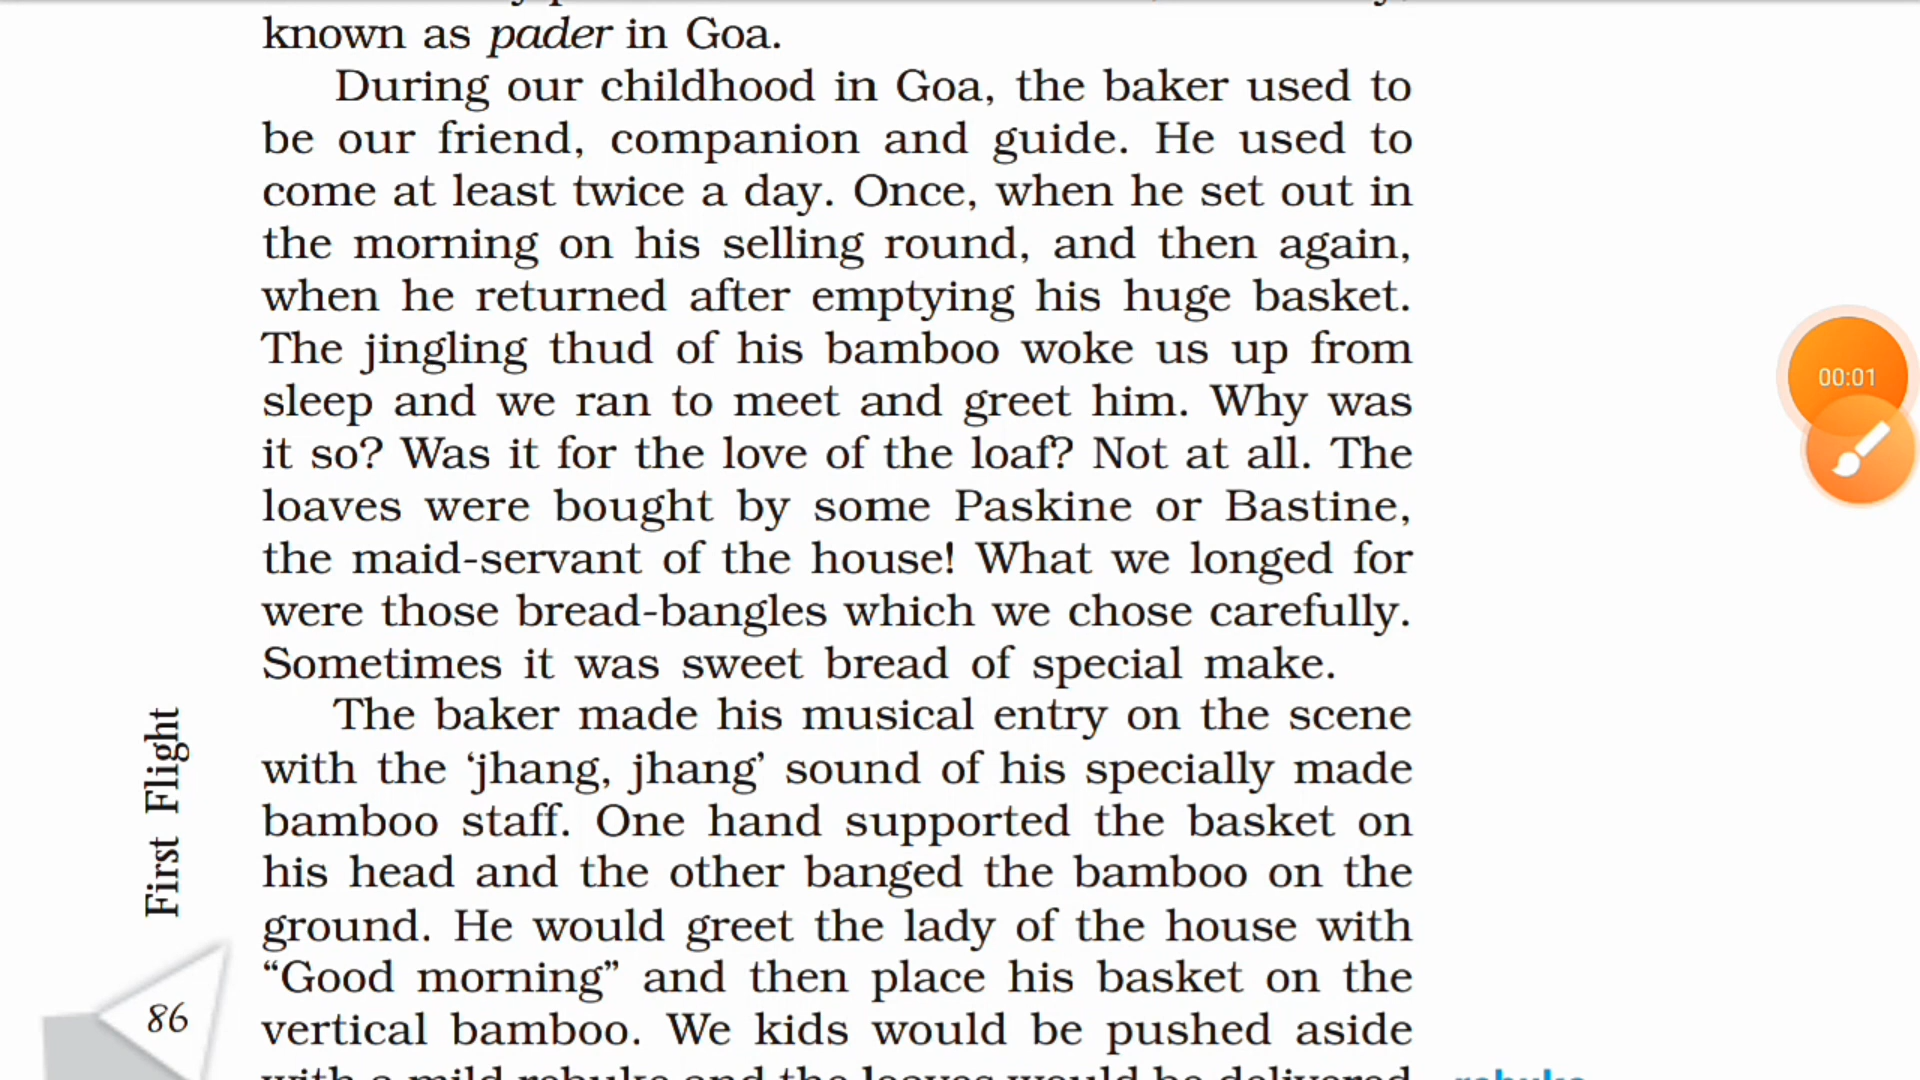 known as pader in Goa.
During our childhood in Goa, the baker used to
be our friend, companion and guide. He used to
come at least twice a day. Once, when he set out in
the morning on his selling round, and then again,
when he returned after emptying his huge basket.
The jingling thud of his bamboo woke us up from
sleep and we ran to meet and greet him. Why was
it so? Was it for the love of the loaf? Not at all. The
loaves were bought by some Paskine or Bastine,
the maid-servant of the house! What we longed for
were those bread-bangles which we chose carefully.
Sometimes it was sweet bread of special make.
The baker made his musical entry on the scene
with the ‘jhang, jhang’ sound of his specially made
bamboo staff. One hand supported the basket on
his head and the other banged the bamboo on the
ground. He would greet the lady of the house with
“Good morning” and then place his basket on the
vertical bamboo. We kids would be pushed aside
with a mild rebuke and the loaves would be delivered
rebuke
First Flight
86
00:01